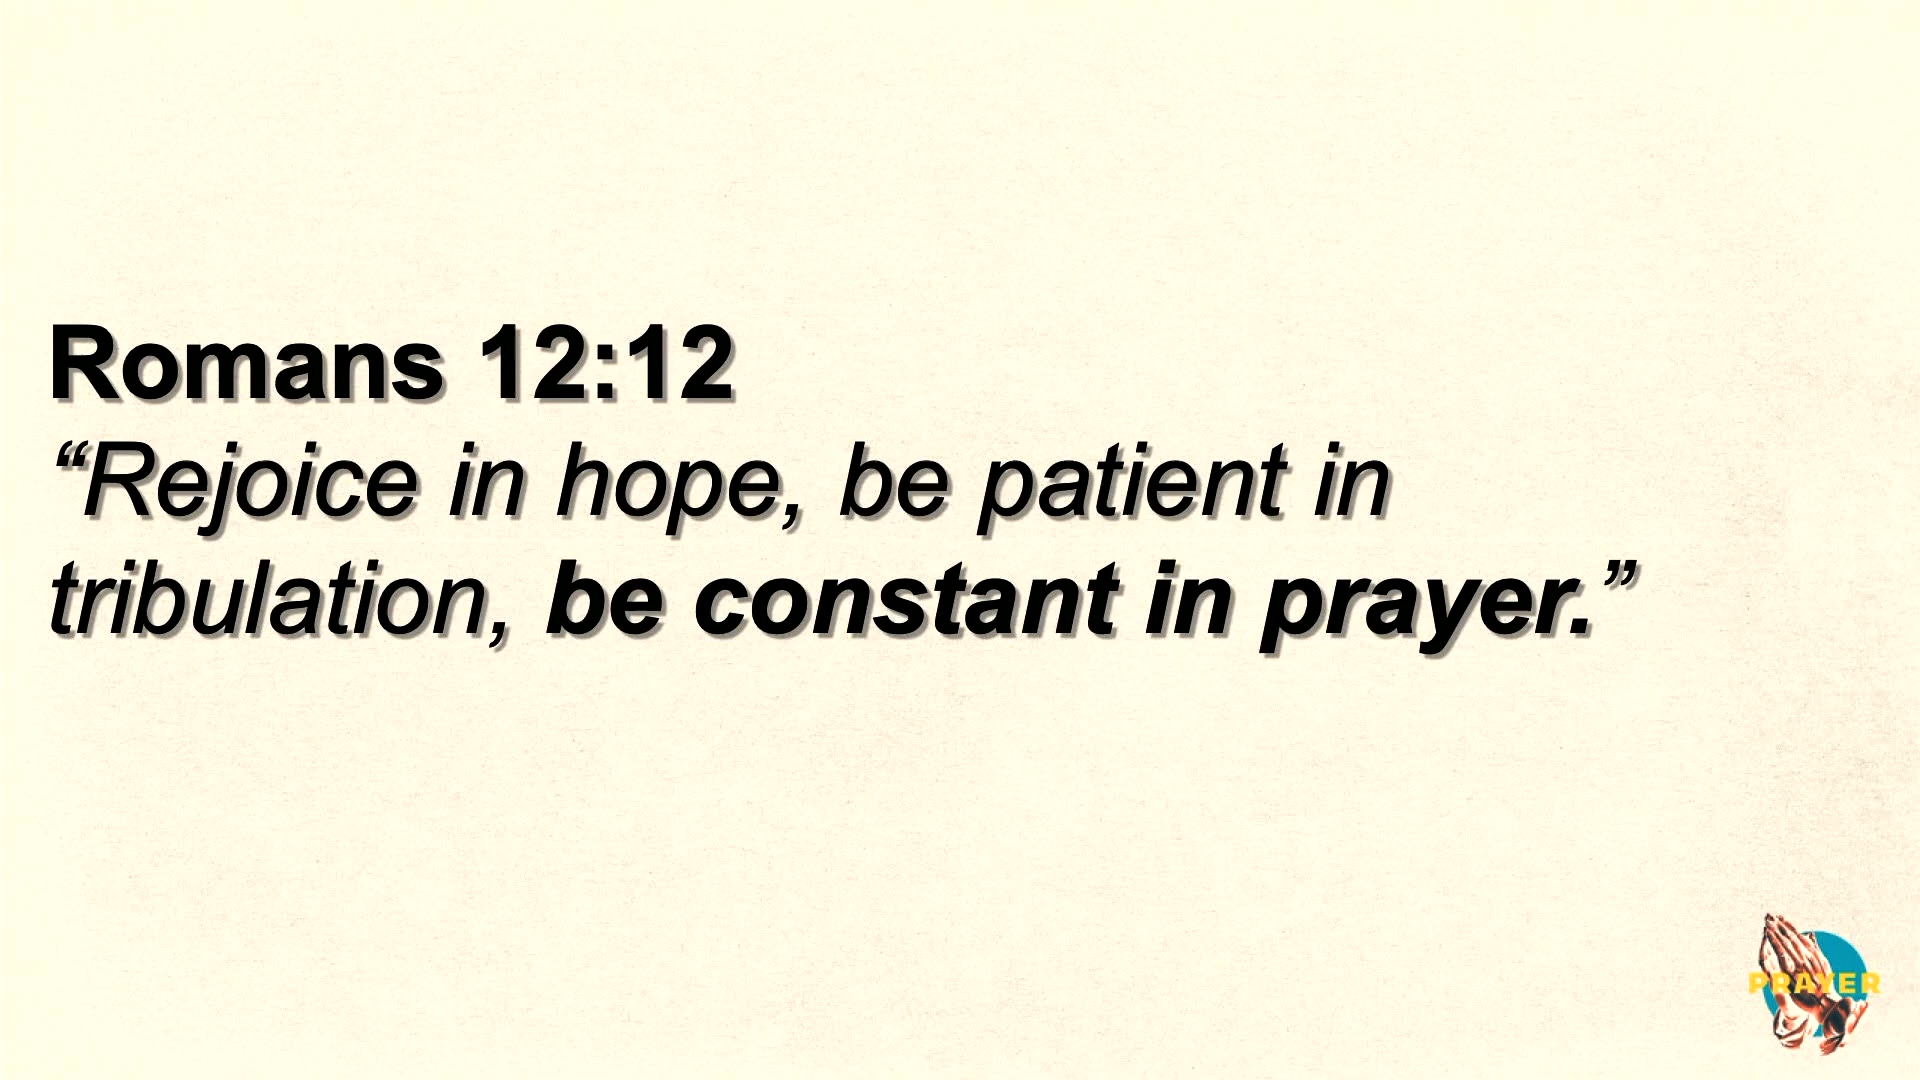 Romans 12:12
“Rejoice in hope, be patient in
tribulation, be constant in prayer.”
PRAYER